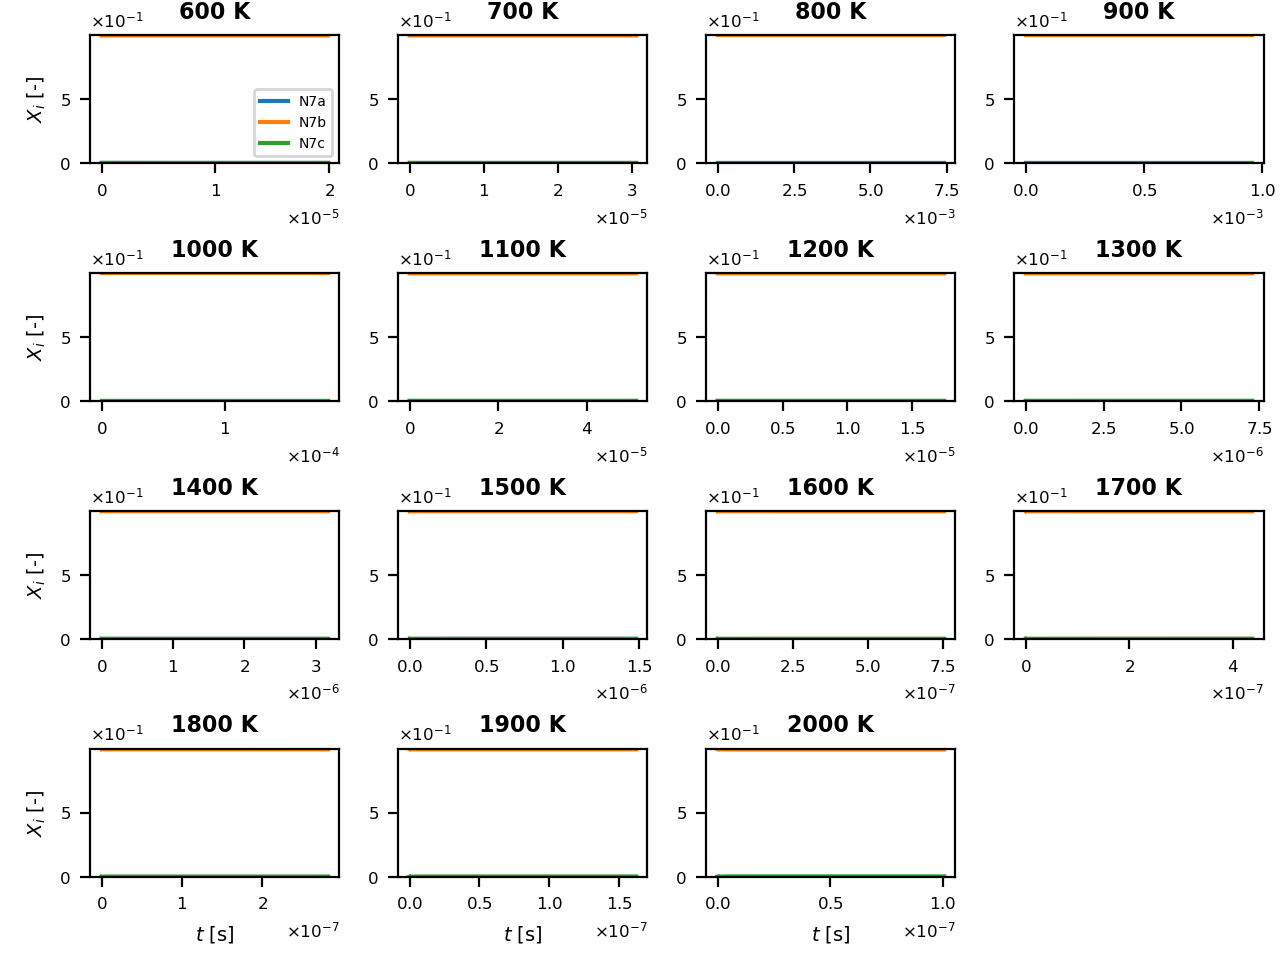 600 K 700 K 800 K 900 K
×10⁻¹ ×10⁻¹ ×10⁻¹ ×10⁻¹
Xᵢ [-]
5 5 5 5
N7a
N7b
N7c
0 0 0 0
0 1 2 0 1 2 3 0.0 2.5 5.0 7.5 0.0 0.5 1.0
×10⁻⁵ ×10⁻⁵ ×10⁻³ ×10⁻³
1000 K 1100 K 1200 K 1300 K
×10⁻¹ ×10⁻¹ ×10⁻¹ ×10⁻¹
Xᵢ [-]
5 5 5 5
0 0 0 0
0 1 0 2 4 0.0 0.5 1.0 1.5 0.0 2.5 5.0 7.5
×10⁻⁴ ×10⁻⁵ ×10⁻⁵ ×10⁻⁶
1400 K 1500 K 1600 K 1700 K
×10⁻¹ ×10⁻¹ ×10⁻¹ ×10⁻¹
Xᵢ [-]
5 5 5 5
0 0 0 0
0 1 2 3 0.0 0.5 1.0 1.5 0.0 2.5 5.0 7.5 0 2 4
×10⁻⁶ ×10⁻⁶ ×10⁻⁷ ×10⁻⁷
1800 K 1900 K 2000 K
×10⁻¹ ×10⁻¹ ×10⁻¹
Xᵢ [-]
5 5 5
0 0 0
0 1 2 0.0 0.5 1.0 1.5 0.0 0.5 1.0
t [s] ×10⁻⁷ t [s] ×10⁻⁷ t [s] ×10⁻⁷